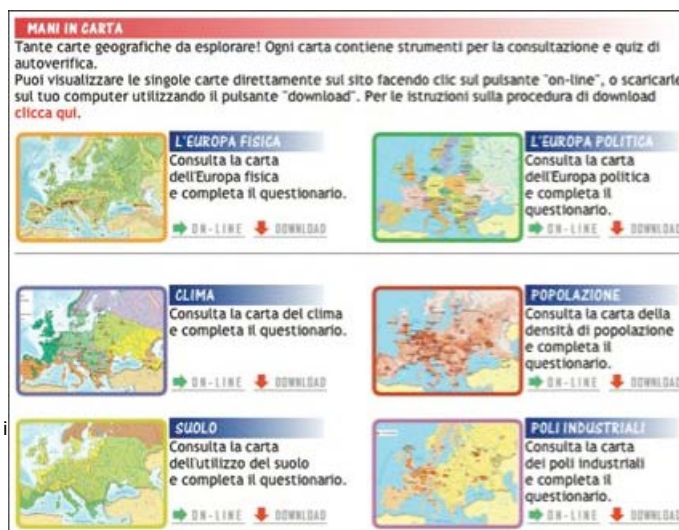 MANI IN CARTA
Tante carte geografiche da esplorare! Ogni carta contiene strumenti per la consultazione e quiz di
autoverifica.
Puoi visualizzare le singole carte direttamente sul sito facendo clic sul pulsante "on-line", o scaricarle
sul tuo computer utilizzando il pulsante "download". Per le istruzioni sulla procedura di download
clicca qui.
L'EUROPA FISICA
Consulta la carta
dell'Europa fisica
e completa il questionario.
ON-LINE DOWNLOAD
L'EUROPA POLITICA
Consulta la carta
dell'Europa politica
e completa il
questionario.
ON-LINE DOWNLOAD
CLIMA
Consulta la carta del clima
e completa il questionario.
ON-LINE DOWNLOAD
POPOLAZIONE
Consulta la carta della
densità di popolazione
e completa il
questionario.
ON-LINE DOWNLOAD
i
SUOLO
Consulta la carta
dell'utilizzo del suolo
e completa il questionario.
ON-LINE DOWNLOAD
POLI INDUSTRIALI
Consulta la carta
dei poli industriali
e completa il
questionario.
ON-LINE DOWNLOAD